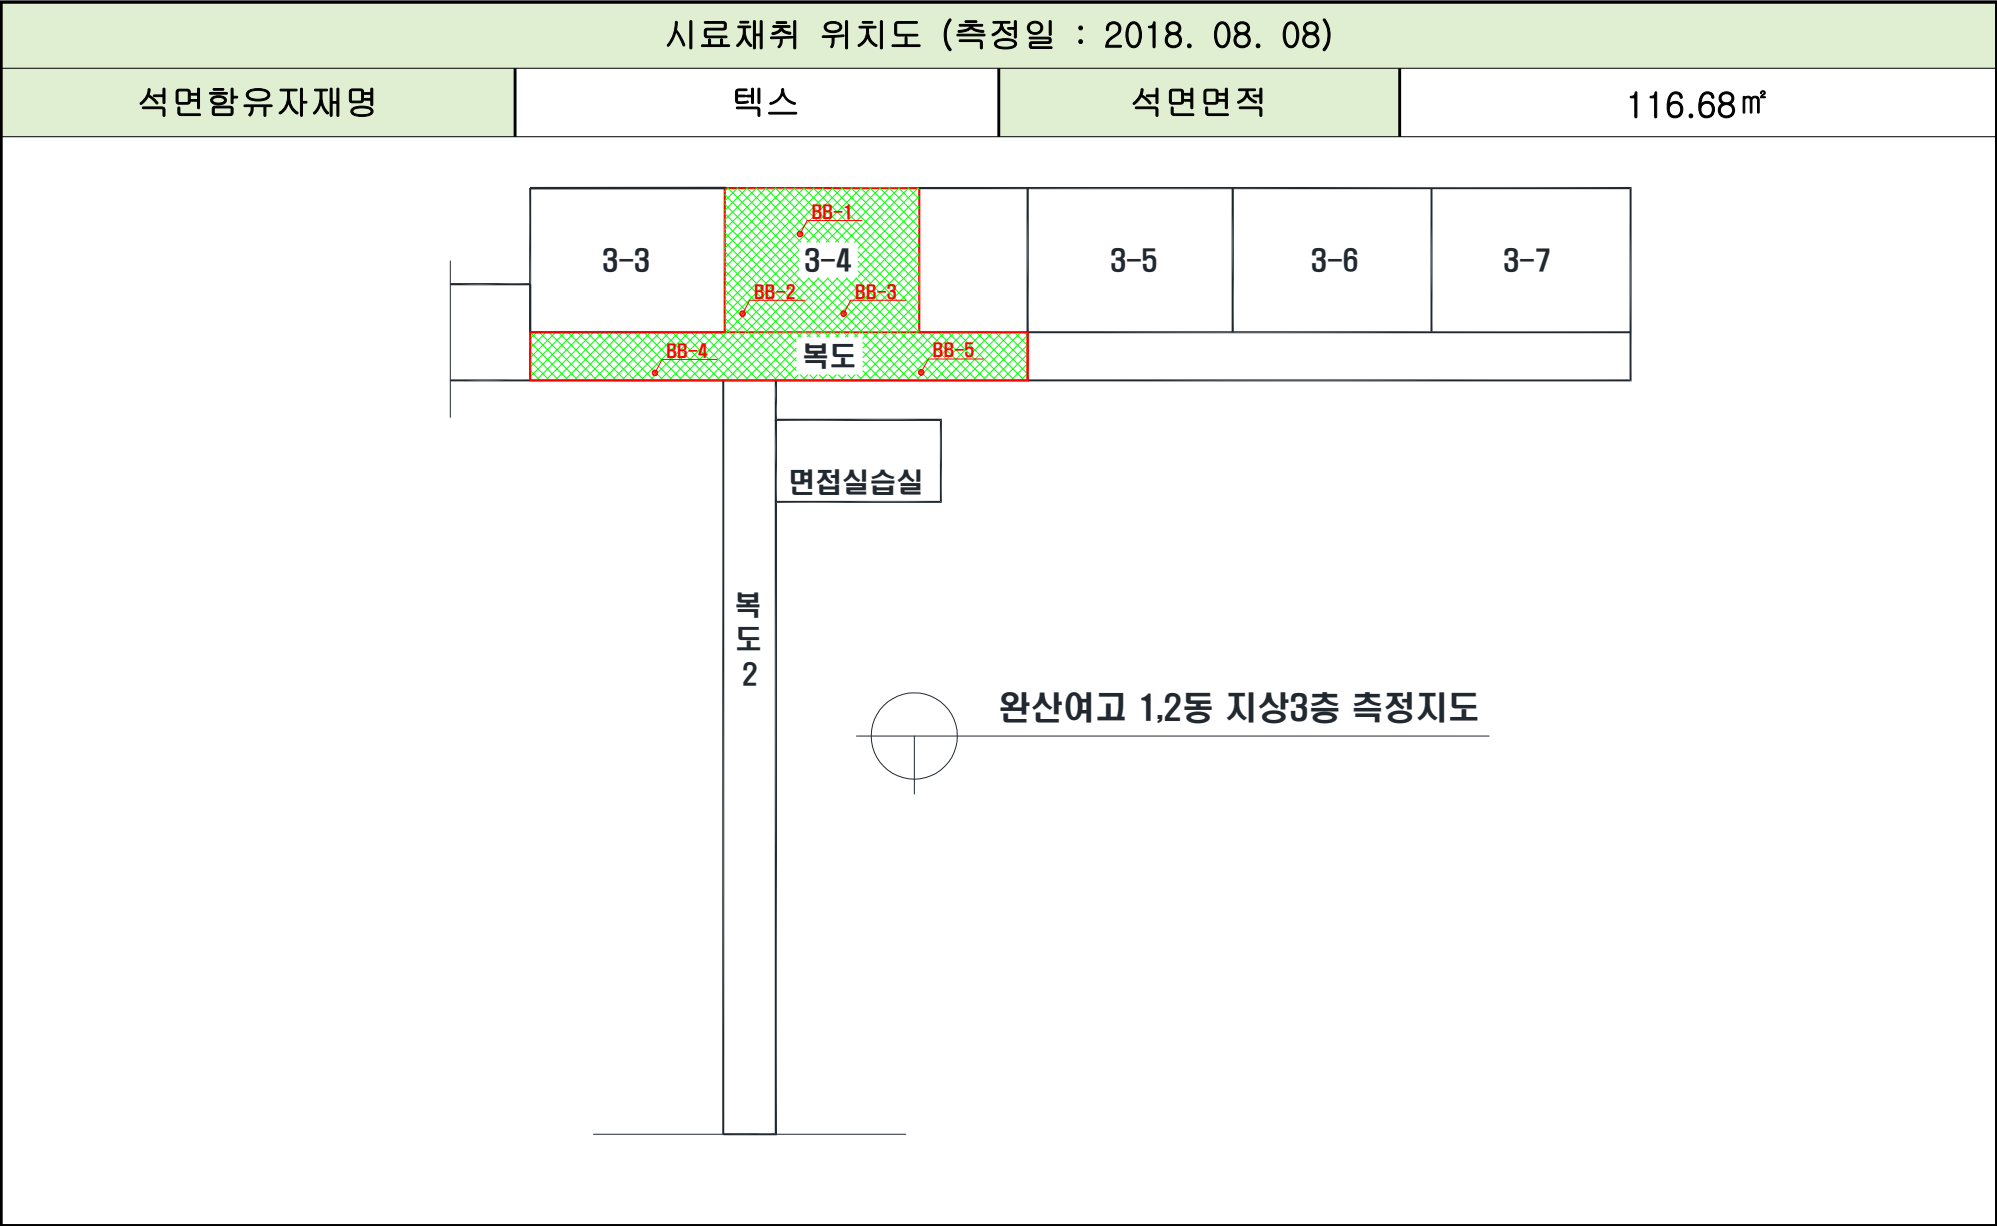 시료채취 위치도 (측정일 : 2018. 08. 08)
석면함유자재명 텍스 석면면적 116.68㎡
BB-1
3-3 3-4 3-5 3-6 3-7
BB-2 BB-3
BB-4 복도 BB-5
면접실습실
복
도
2
완산여고 1,2동 지상3층 측정지도